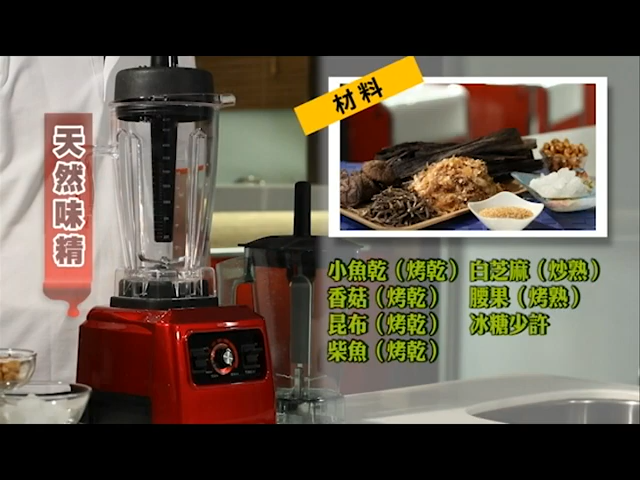 天然味精
材料
小魚乾（烤乾） 白芝麻（炒熟）
香菇（烤乾） 腰果（烤熟）
昆布（烤乾） 冰糖少許
柴魚（烤乾）